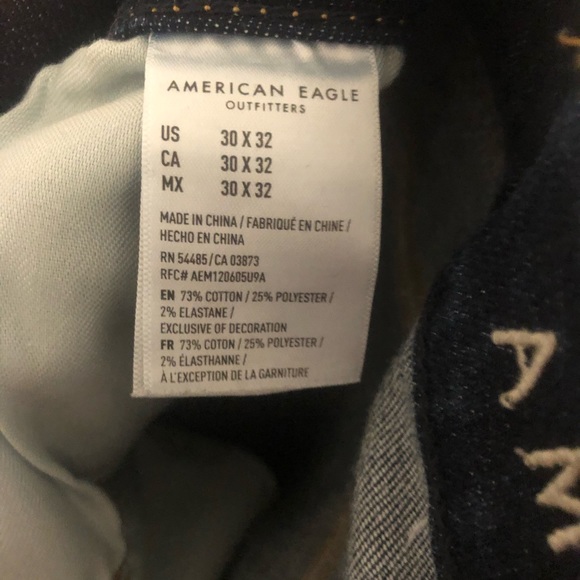 AMERICAN EAGLE
OUTFITTERS
US 30 X 32
CA 30 X 32
MX 30 X 32
MADE IN CHINA / FABRIQUÉ EN CHINE /
HECHO EN CHINA
RN 54485 / CA 03873
RFC# AEM120605U9A
EN 73% COTTON / 25% POLYESTER /
2% ELASTANE /
EXCLUSIVE OF DECORATION
FR 73% COTON / 25% POLYESTER /
2% ÉLASTHANNE /
À L'EXCEPTION DE LA GARNITURE
A M